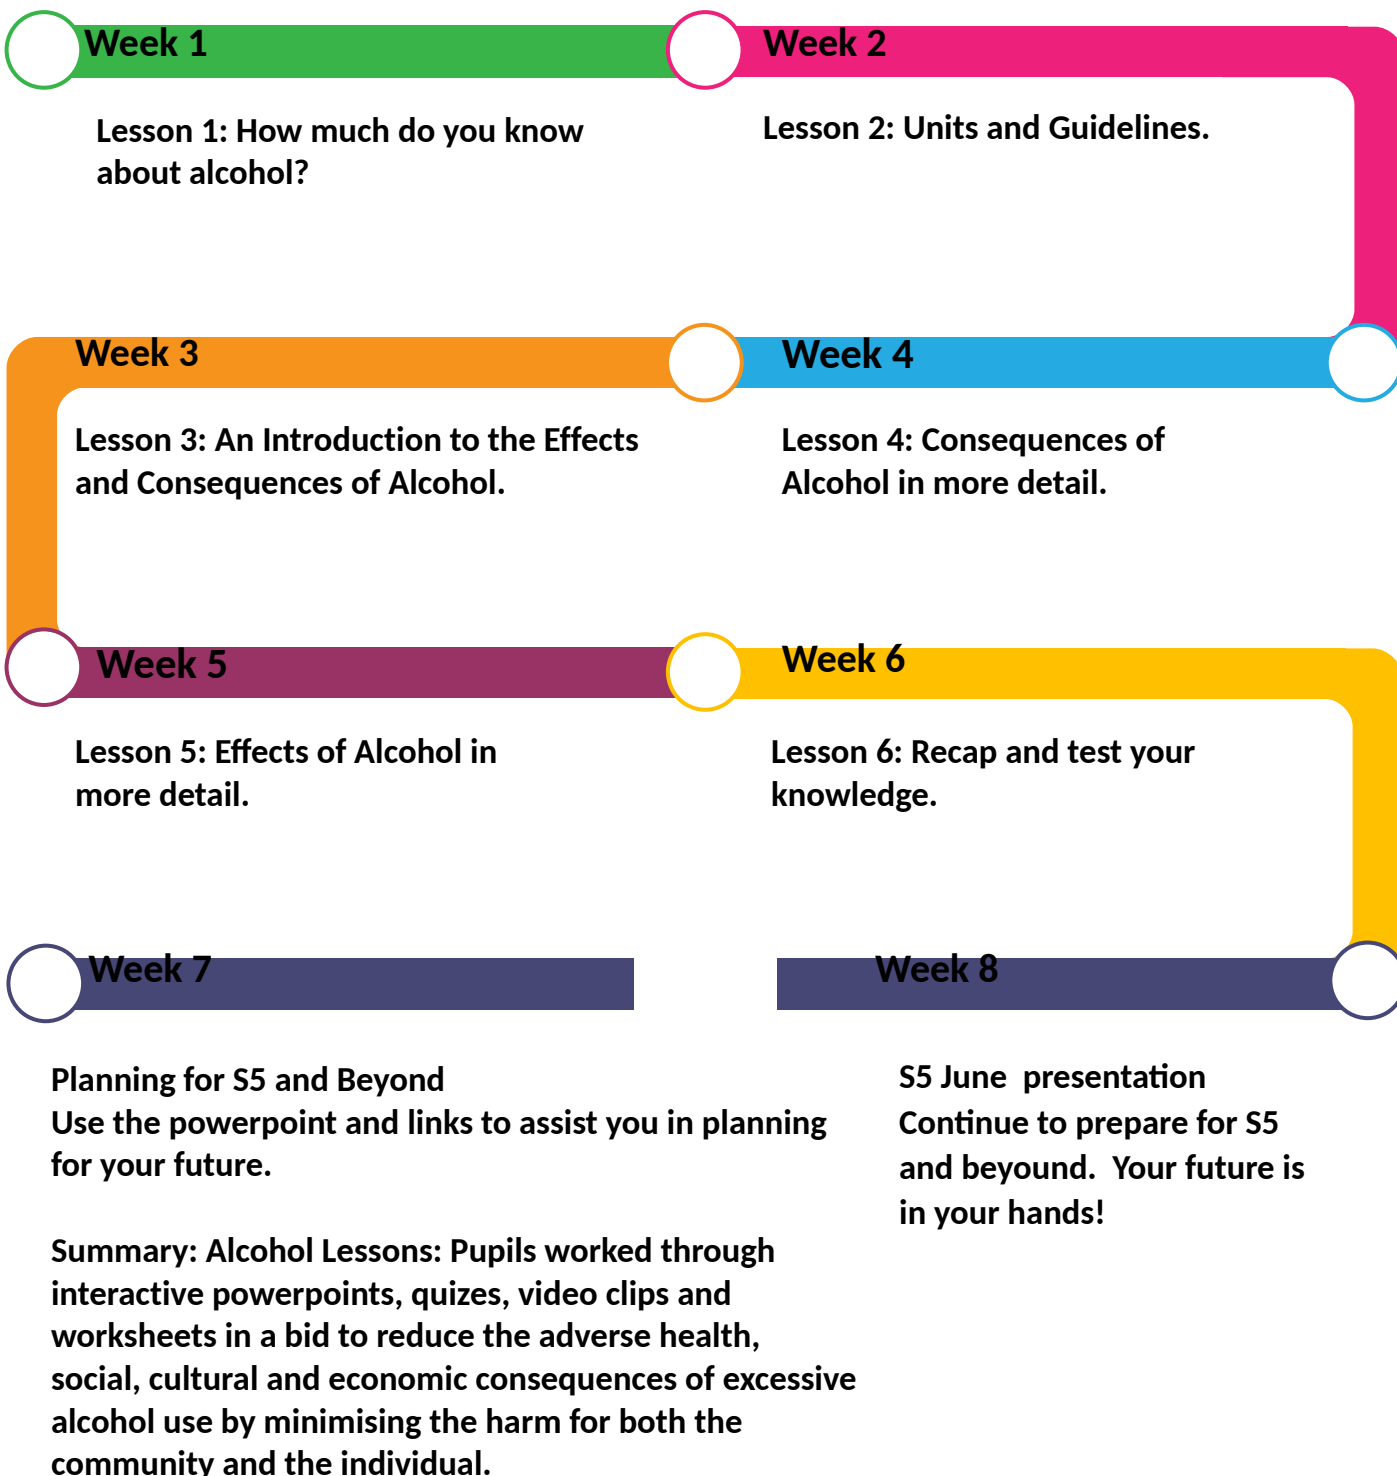 Week 1
Lesson 1: How much do you know
about alcohol?
Week 2
Lesson 2: Units and Guidelines.
Week 3
Lesson 3: An Introduction to the Effects
and Consequences of Alcohol.
Week 4
Lesson 4: Consequences of
Alcohol in more detail.
Week 5
Lesson 5: Effects of Alcohol in
more detail.
Week 6
Lesson 6: Recap and test your
knowledge.
Week 7
Planning for S5 and Beyond
Use the powerpoint and links to assist you in planning
for your future.
Summary: Alcohol Lessons: Pupils worked through
interactive powerpoints, quizes, video clips and
worksheets in a bid to reduce the adverse health,
social, cultural and economic consequences of excessive
alcohol use by minimising the harm for both the
community and the individual.
Week 8
S5 June  presentation
Continue to prepare for S5
and beyound.  Your future is
in your hands!